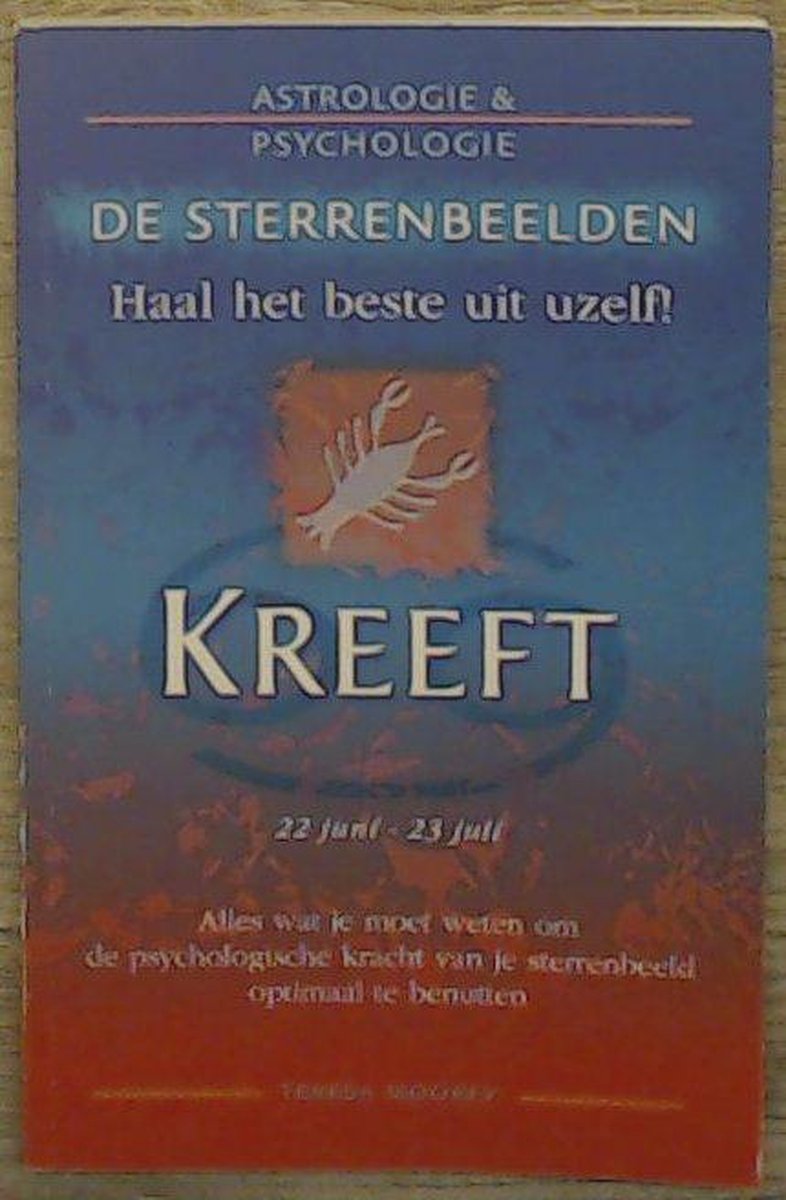 ASTROLOGIE &
PSYCHOLOGIE
DE STERRENBEELDEN
Haal het beste uit uzelf!
KREEFT
22 juni - 23 juli
Alles wat je moet weten om
de psychologische kracht van je sterrenbeeld
optimaal te benutten